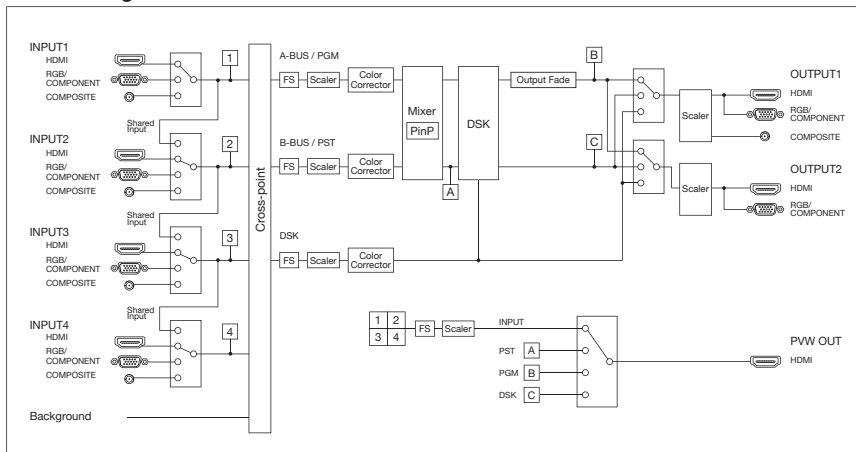 INPUT1
HDMI
RGB/
COMPONENT
COMPOSITE
1
Shared
Input
INPUT2
HDMI
RGB/
COMPONENT
COMPOSITE
2
Shared
Input
INPUT3
HDMI
RGB/
COMPONENT
COMPOSITE
3
Shared
Input
INPUT4
HDMI
RGB/
COMPONENT
COMPOSITE
4
Background
Cross-point
A-BUS / PGM
FS
Scaler
Color
Corrector
B-BUS / PST
FS
Scaler
Color
Corrector
DSK
FS
Scaler
Color
Corrector
Mixer
PinP
A
DSK
Output Fade
B
C
Scaler
OUTPUT1
HDMI
RGB/
COMPONENT
COMPOSITE
Scaler
OUTPUT2
HDMI
RGB/
COMPONENT
1 2
3 4
FS
Scaler
INPUT
PST A
PGM B
DSK C
PVW OUT
HDMI